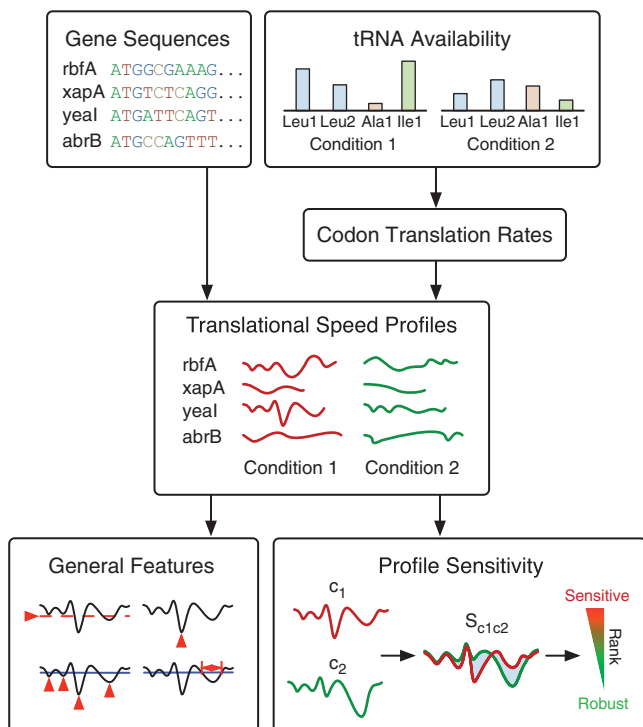 Gene Sequences
rbfA ATGGCGAAAG...
xapA ATGTCTCAGG...
yeaI ATGATTCAGT...
abrB ATGCCAGTTT...
tRNA Availability
Leu1 Leu2 Ala1 Ile1
Condition 1
Leu1 Leu2 Ala1 Ile1
Condition 2
Codon Translation Rates
Translational Speed Profiles
rbfA
xapA
yeaI
abrB
Condition 1
Condition 2
General Features
Profile Sensitivity
c1
c2
Sc1c2
Sensitive
Rank
Robust